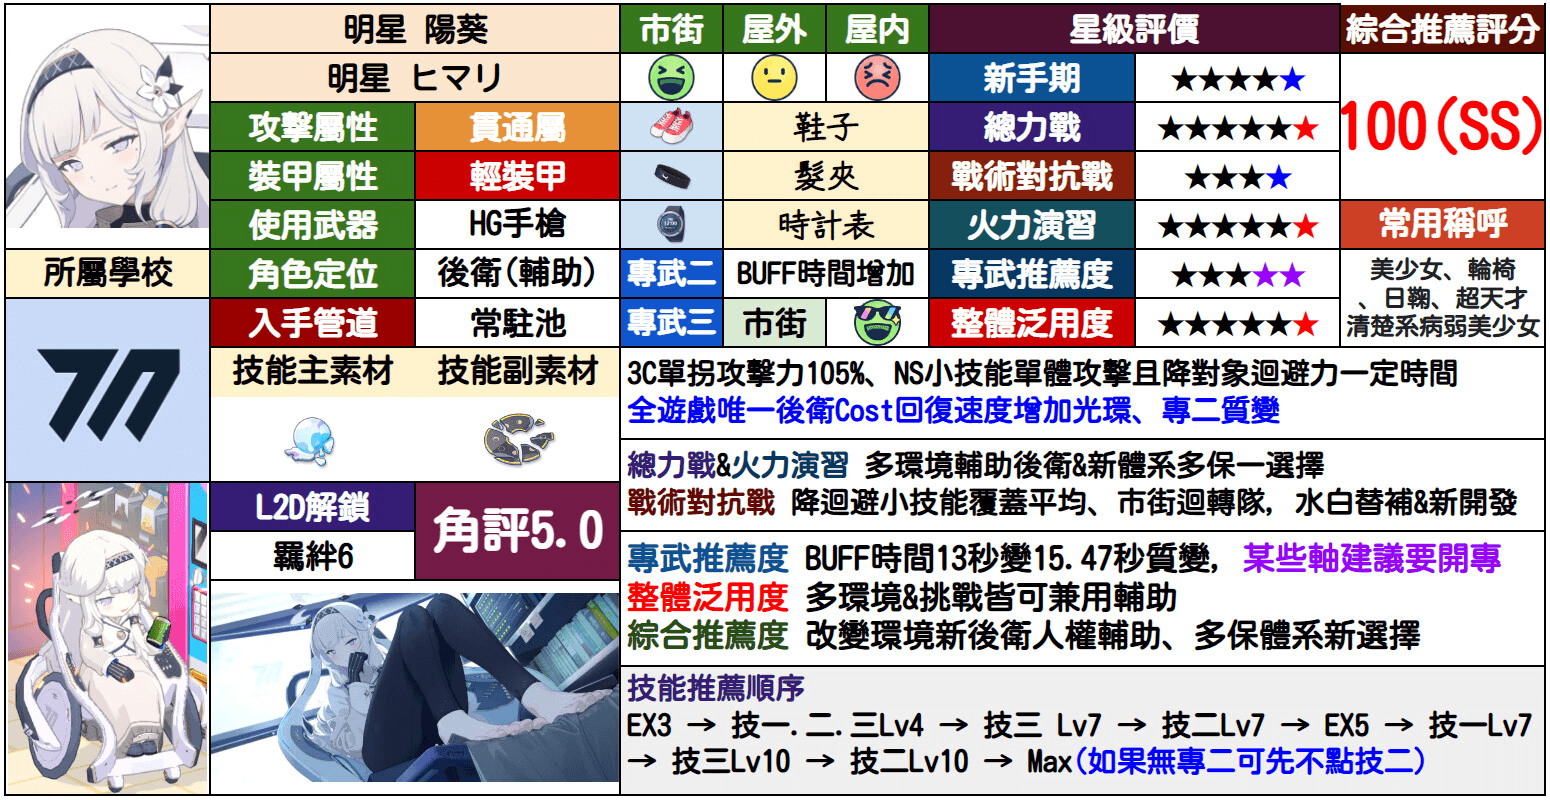 明星 陽葵
市街
屋外
屋内
星級評價
綜合推薦評分
明星 ヒマリ
新手期
★★★★★
100(SS)
攻擊屬性
貫通屬
鞋子
總力戰
★★★★★★
裝甲屬性
輕裝甲
髮夾
戰術對抗戰
★★★★
使用武器
HG手槍
時計表
火力演習
★★★★★★
常用稱呼
所屬學校
角色定位
後衛(輔助)
專武二
BUFF時間增加
專武推薦度
★★★★★
美少女、輪椅
、日鞠、超天才
清楚系病弱美少女
入手管道
常駐池
專武三
市街
整體泛用度
★★★★★★
技能主素材
技能副素材
3C單拐攻擊力105%、NS小技能單體攻擊且降對象迴避力一定時間
全遊戲唯一後衛Cost回復速度增加光環、專二質變
總力戰&火力演習 多環境輔助後衛&新體系多保一選擇
戰術對抗戰 降迴避小技能覆蓋平均、市街迴轉隊, 水白替補&新開發
L2D解鎖
羈絆6
角評5.0
專武推薦度 BUFF時間13秒變15.47秒質變, 某些軸建議要開專
整體泛用度 多環境&挑戰皆可兼用輔助
綜合推薦度 改變環境新後衛人權輔助、多保體系新選擇
技能推薦順序
EX3 → 技一.二.三Lv4 → 技三 Lv7 → 技二Lv7 → EX5 → 技一Lv7
→ 技三Lv10 → 技二Lv10 → Max(如果無專二可先不點技二)